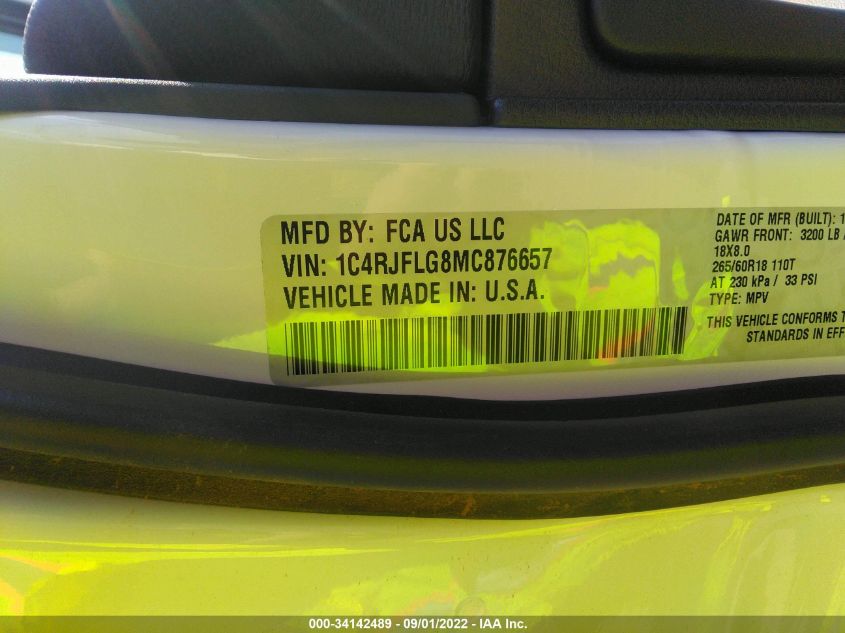 MFD BY: FCA US LLC
VIN: 1C4RJFLG8MC876657
VEHICLE MADE IN: U.S.A.
DATE OF MFR (BUILT): 1
GAWR FRONT: 3200 LB
18X8.0
265/60R18 110T
AT 230 kPa / 33 PSI
TYPE: MPV
THIS VEHICLE CONFORMS T
STANDARDS IN EFF
000-34142489 - 09/01/2022 - IAA Inc.